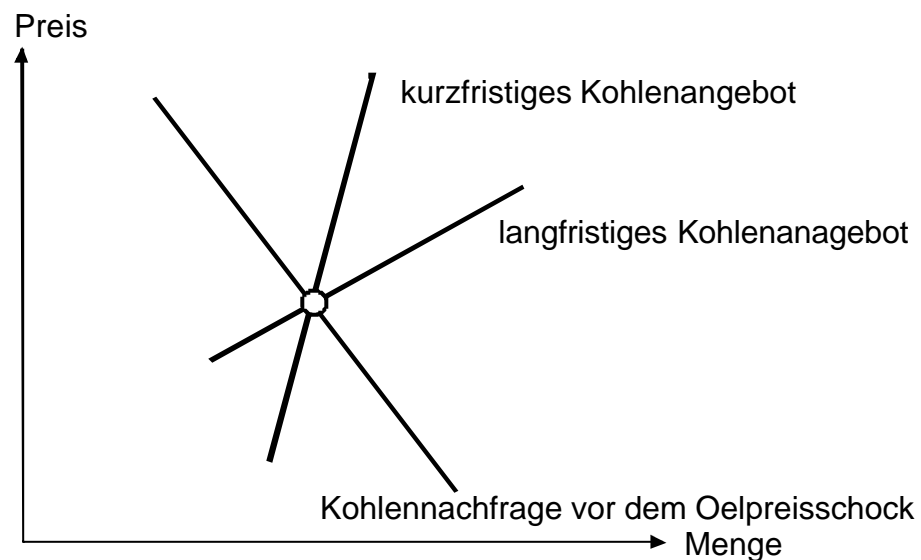 Preis
kurzfristiges Kohlenangebot
langfristiges Kohlenanagebot
Kohlennachfrage vor dem Oelpreisschock
Menge